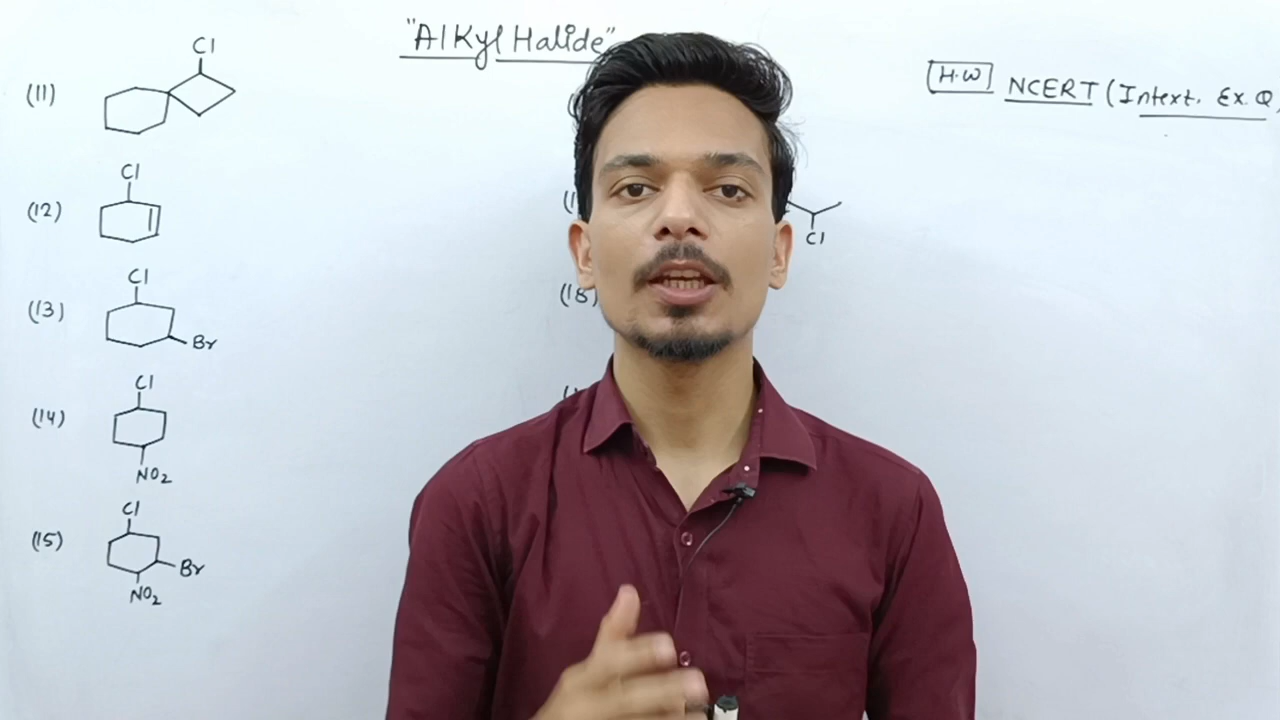 "Alkyl Halide"
H.W NCERT (Intext. Ex. Q
(11) Cl
(12) Cl
(13) Cl
Br
(14) Cl
NO2
(15) Cl
Br
NO2
Cl
(18)